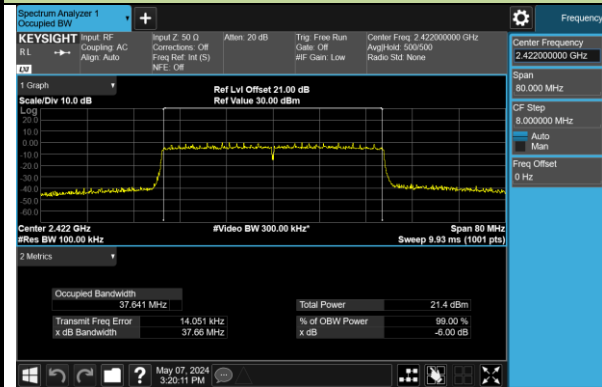 Spectrum Analyzer 1
Occupied BW
+
Frequency
KEYSIGHT
RL
LXI
Input: RF
Coupling: AC
Align: Auto
Input Z: 50 Ω
Corrections: Off
Freq Ref: Int (S)
NFE: Off
Atten: 20 dB
Trig: Free Run
Gate: Off
#IF Gain: Low
Center Freq: 2.422000000 GHz
Avg|Hold: 500/500
Radio Std: None
Center Frequency
2.422000000 GHz
Span
80.000 MHz
CF Step
8.000000 MHz
Auto
Man
Freq Offset
0 Hz
1 Graph
Scale/Div 10.0 dB
Ref Lvl Offset 21.00 dB
Ref Value 30.00 dBm
Log
20.0
10.0
0.00
-10.0
-20.0
-30.0
-40.0
-50.0
-60.0
Center 2.422 GHz
#Res BW 100.00 kHz
#Video BW 300.00 kHz*
Span 80 MHz
Sweep 9.93 ms (1001 pts)
2 Metrics
Occupied Bandwidth
37.641 MHz
Total Power 21.4 dBm
Transmit Freq Error 14.051 kHz
% of OBW Power 99.00 %
x dB Bandwidth 37.66 MHz
x dB -6.00 dB
?
May 07, 2024
3:20:11 PM